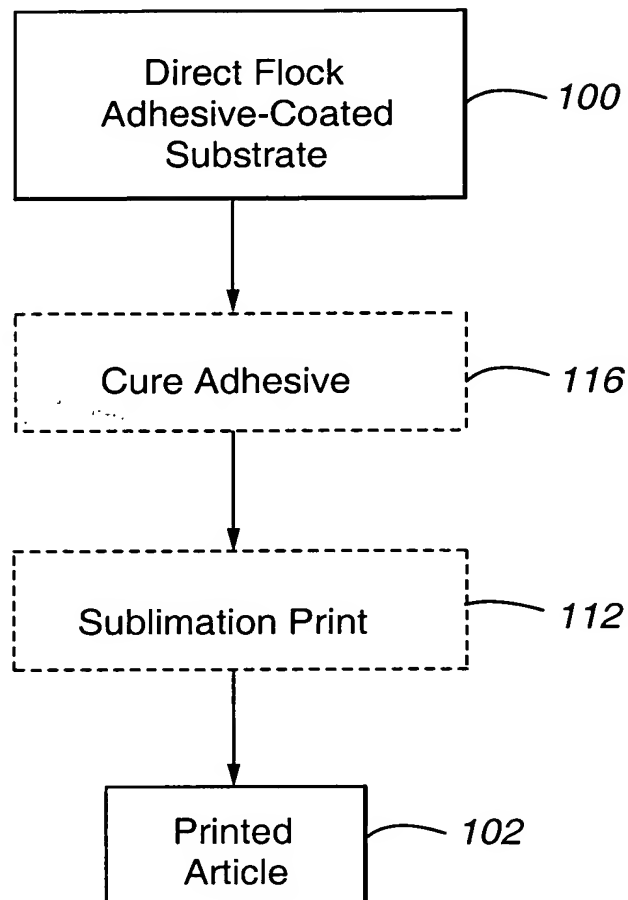 Direct Flock
Adhesive-Coated
Substrate
100
Cure Adhesive
116
Sublimation Print
112
Printed
Article
102